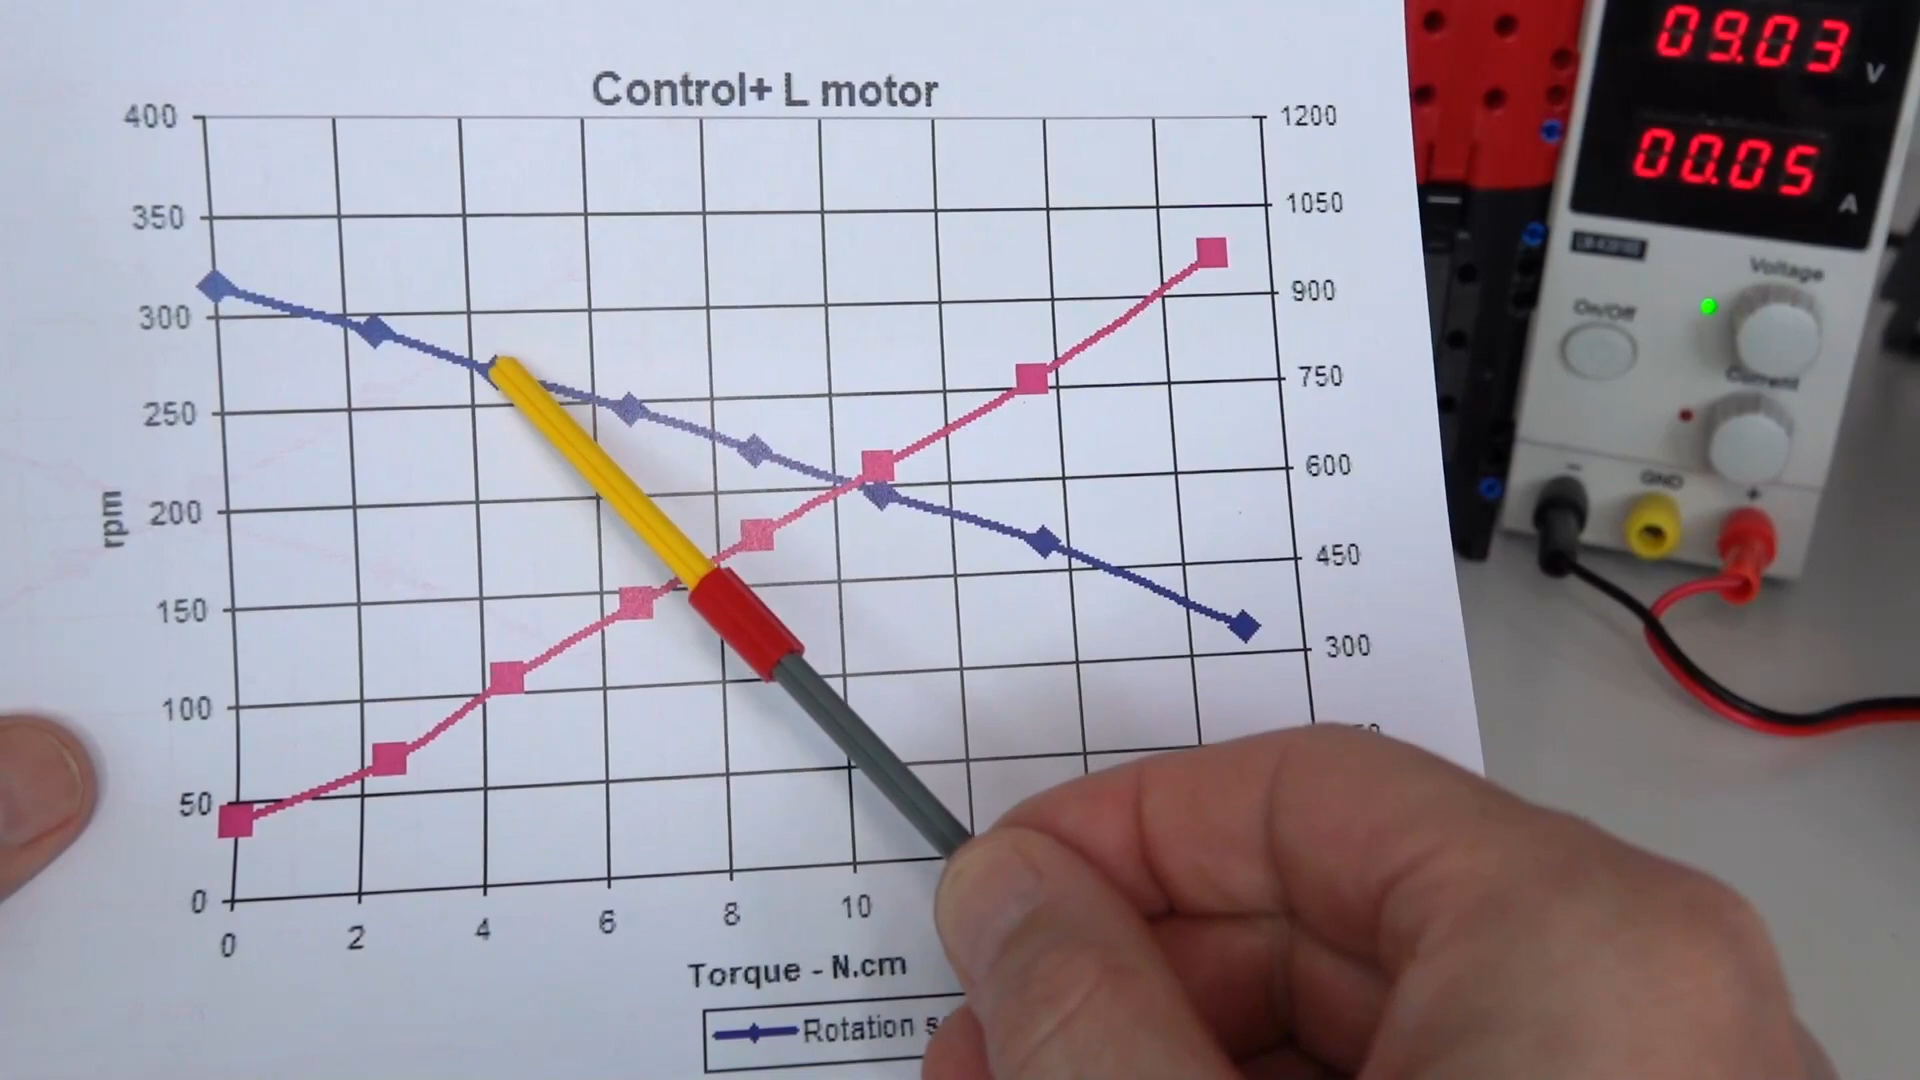 Control+ L motor
400
350
300
250
200
150
100
50
0
rpm
1200
1050
900
750
600
450
300
0
2
4
6
8
10
Torque - N.cm
Rotation
09.03 V
00.05 A
Voltage
On/Off
Current
-
GND
+